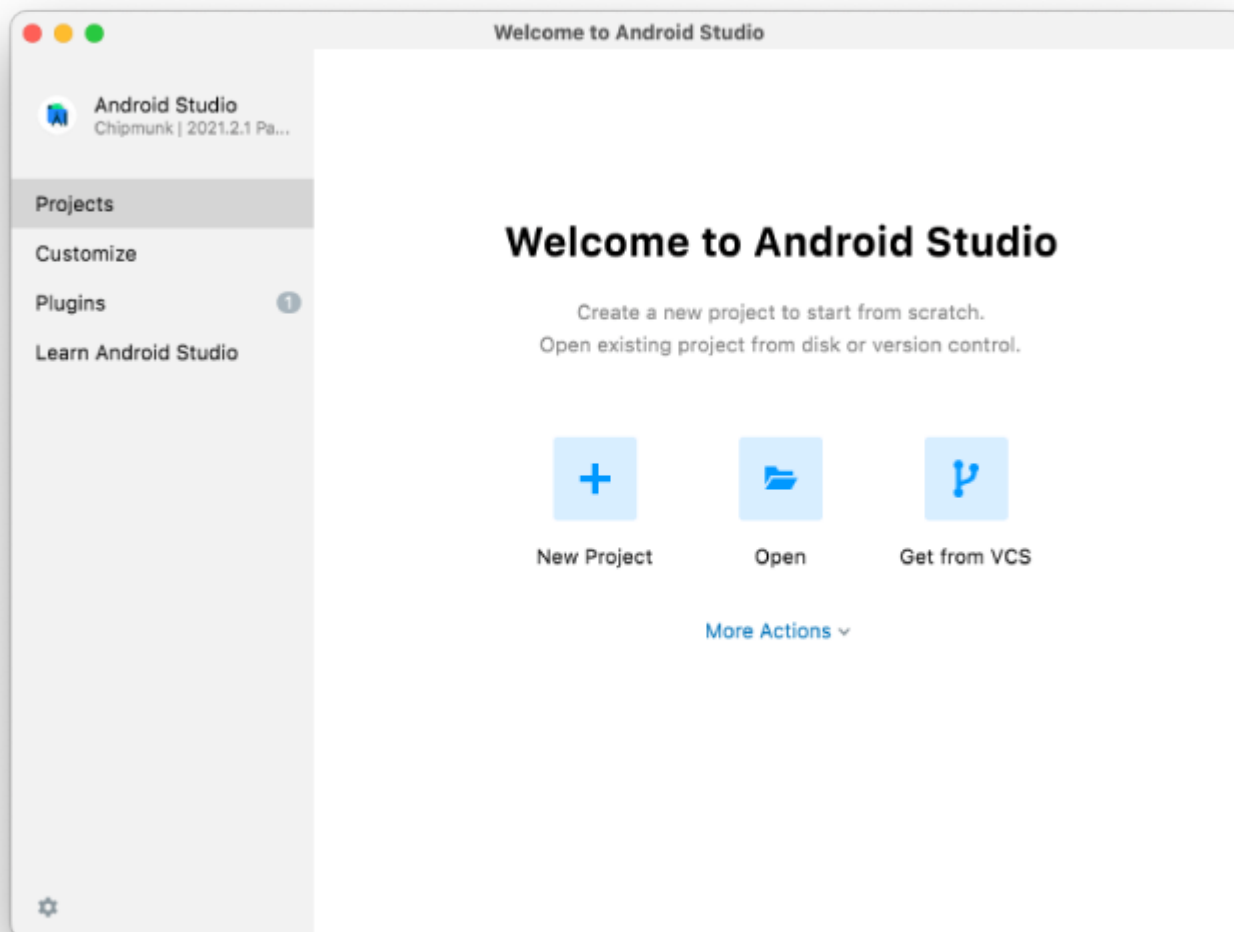 Welcome to Android Studio
Android Studio
Chipmunk | 2021.2.1 Pa...
Projects
Customize
Plugins 1
Learn Android Studio
Welcome to Android Studio
Create a new project to start from scratch.
Open existing project from disk or version control.
New Project Open Get from VCS
More Actions